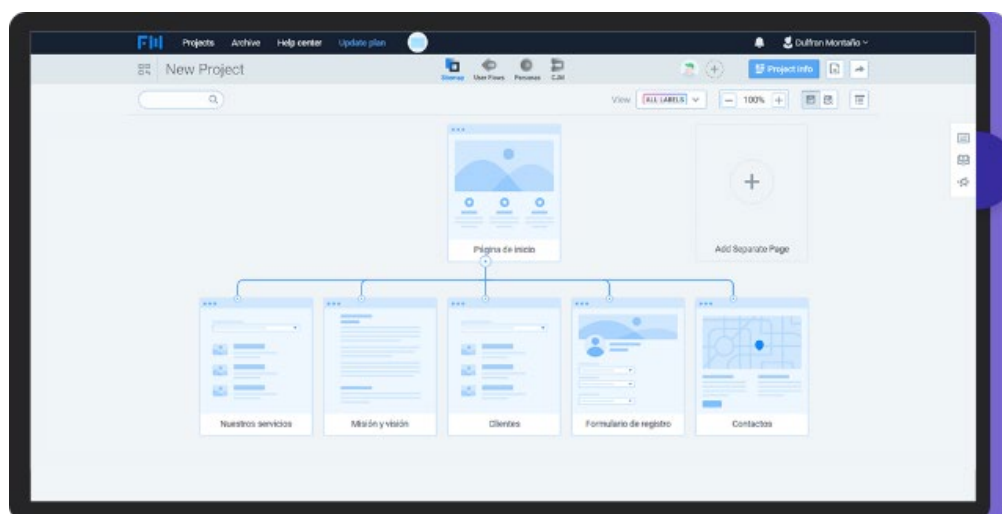 FM Projects Archive Help center Update plan Dulfran Montaño
New Project
Sitemap User Flows Personas CJM
Project info
View ALL LABELS 100%
Página de inicio
Add Separate Page
Nuestros servicios Misión y visión Clientes Formulario de registro Contactos